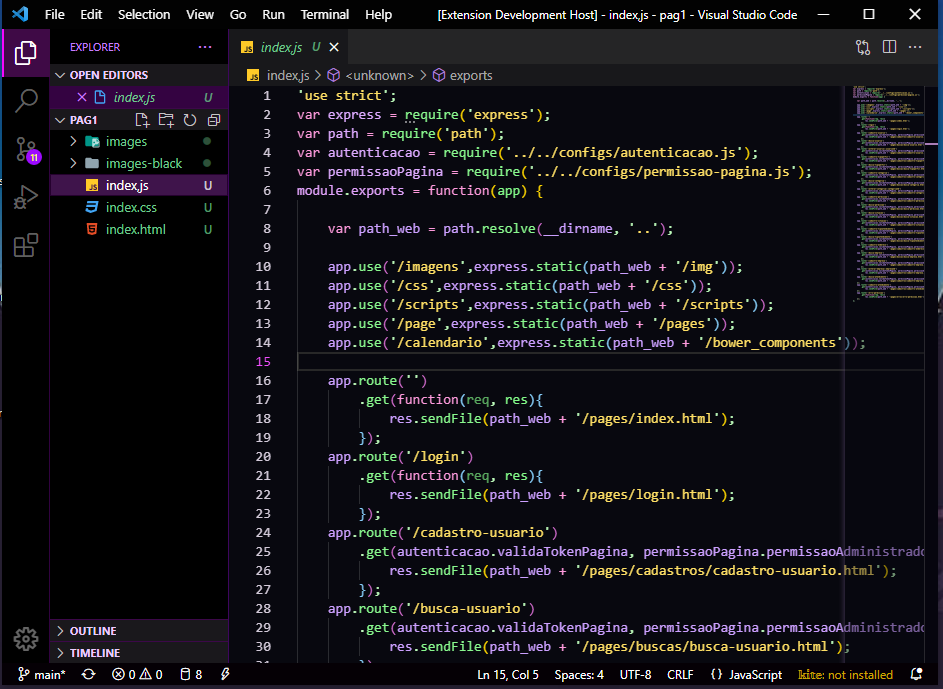 File Edit Selection View Go Run Terminal Help [Extension Development Host] - index.js - pag1 - Visual Studio Code
EXPLORER ···
OPEN EDITORS
index.js U
PAG1
images
images-black
index.js U
index.css U
index.html U
OUTLINE
TIMELINE
11
JS index.js U
JS index.js > <unknown> > exports
1 'use strict';
2 var express = require('express');
3 var path = require('path');
4 var autenticacao = require('../../configs/autenticacao.js');
5 var permissaoPagina = require('../../configs/permissao-pagina.js');
6 module.exports = function(app) {
7
8 var path_web = path.resolve(__dirname, '..');
9
10 app.use('/imagens',express.static(path_web + '/img'));
11 app.use('/css',express.static(path_web + '/css'));
12 app.use('/scripts',express.static(path_web + '/scripts'));
13 app.use('/page',express.static(path_web + '/pages'));
14 app.use('/calendario',express.static(path_web + '/bower_components'));
15
16 app.route('')
17 .get(function(req, res){
18 res.sendFile(path_web + '/pages/index.html');
19 });
20 app.route('/login')
21 .get(function(req, res){
22 res.sendFile(path_web + '/pages/login.html');
23 });
24 app.route('/cadastro-usuario')
25 .get(autenticacao.validaTokenPagina, permissaoPagina.permissaoAdministrado
26 res.sendFile(path_web + '/pages/cadastros/cadastro-usuario.html');
27 });
28 app.route('/busca-usuario')
29 .get(autenticacao.validaTokenPagina, permissaoPagina.permissaoAdministrado
30 res.sendFile(path_web + '/pages/buscas/busca-usuario.html');
31 });
main* 0 0 8 Ln 15, Col 5 Spaces: 4 UTF-8 CRLF {} JavaScript kite: not installed